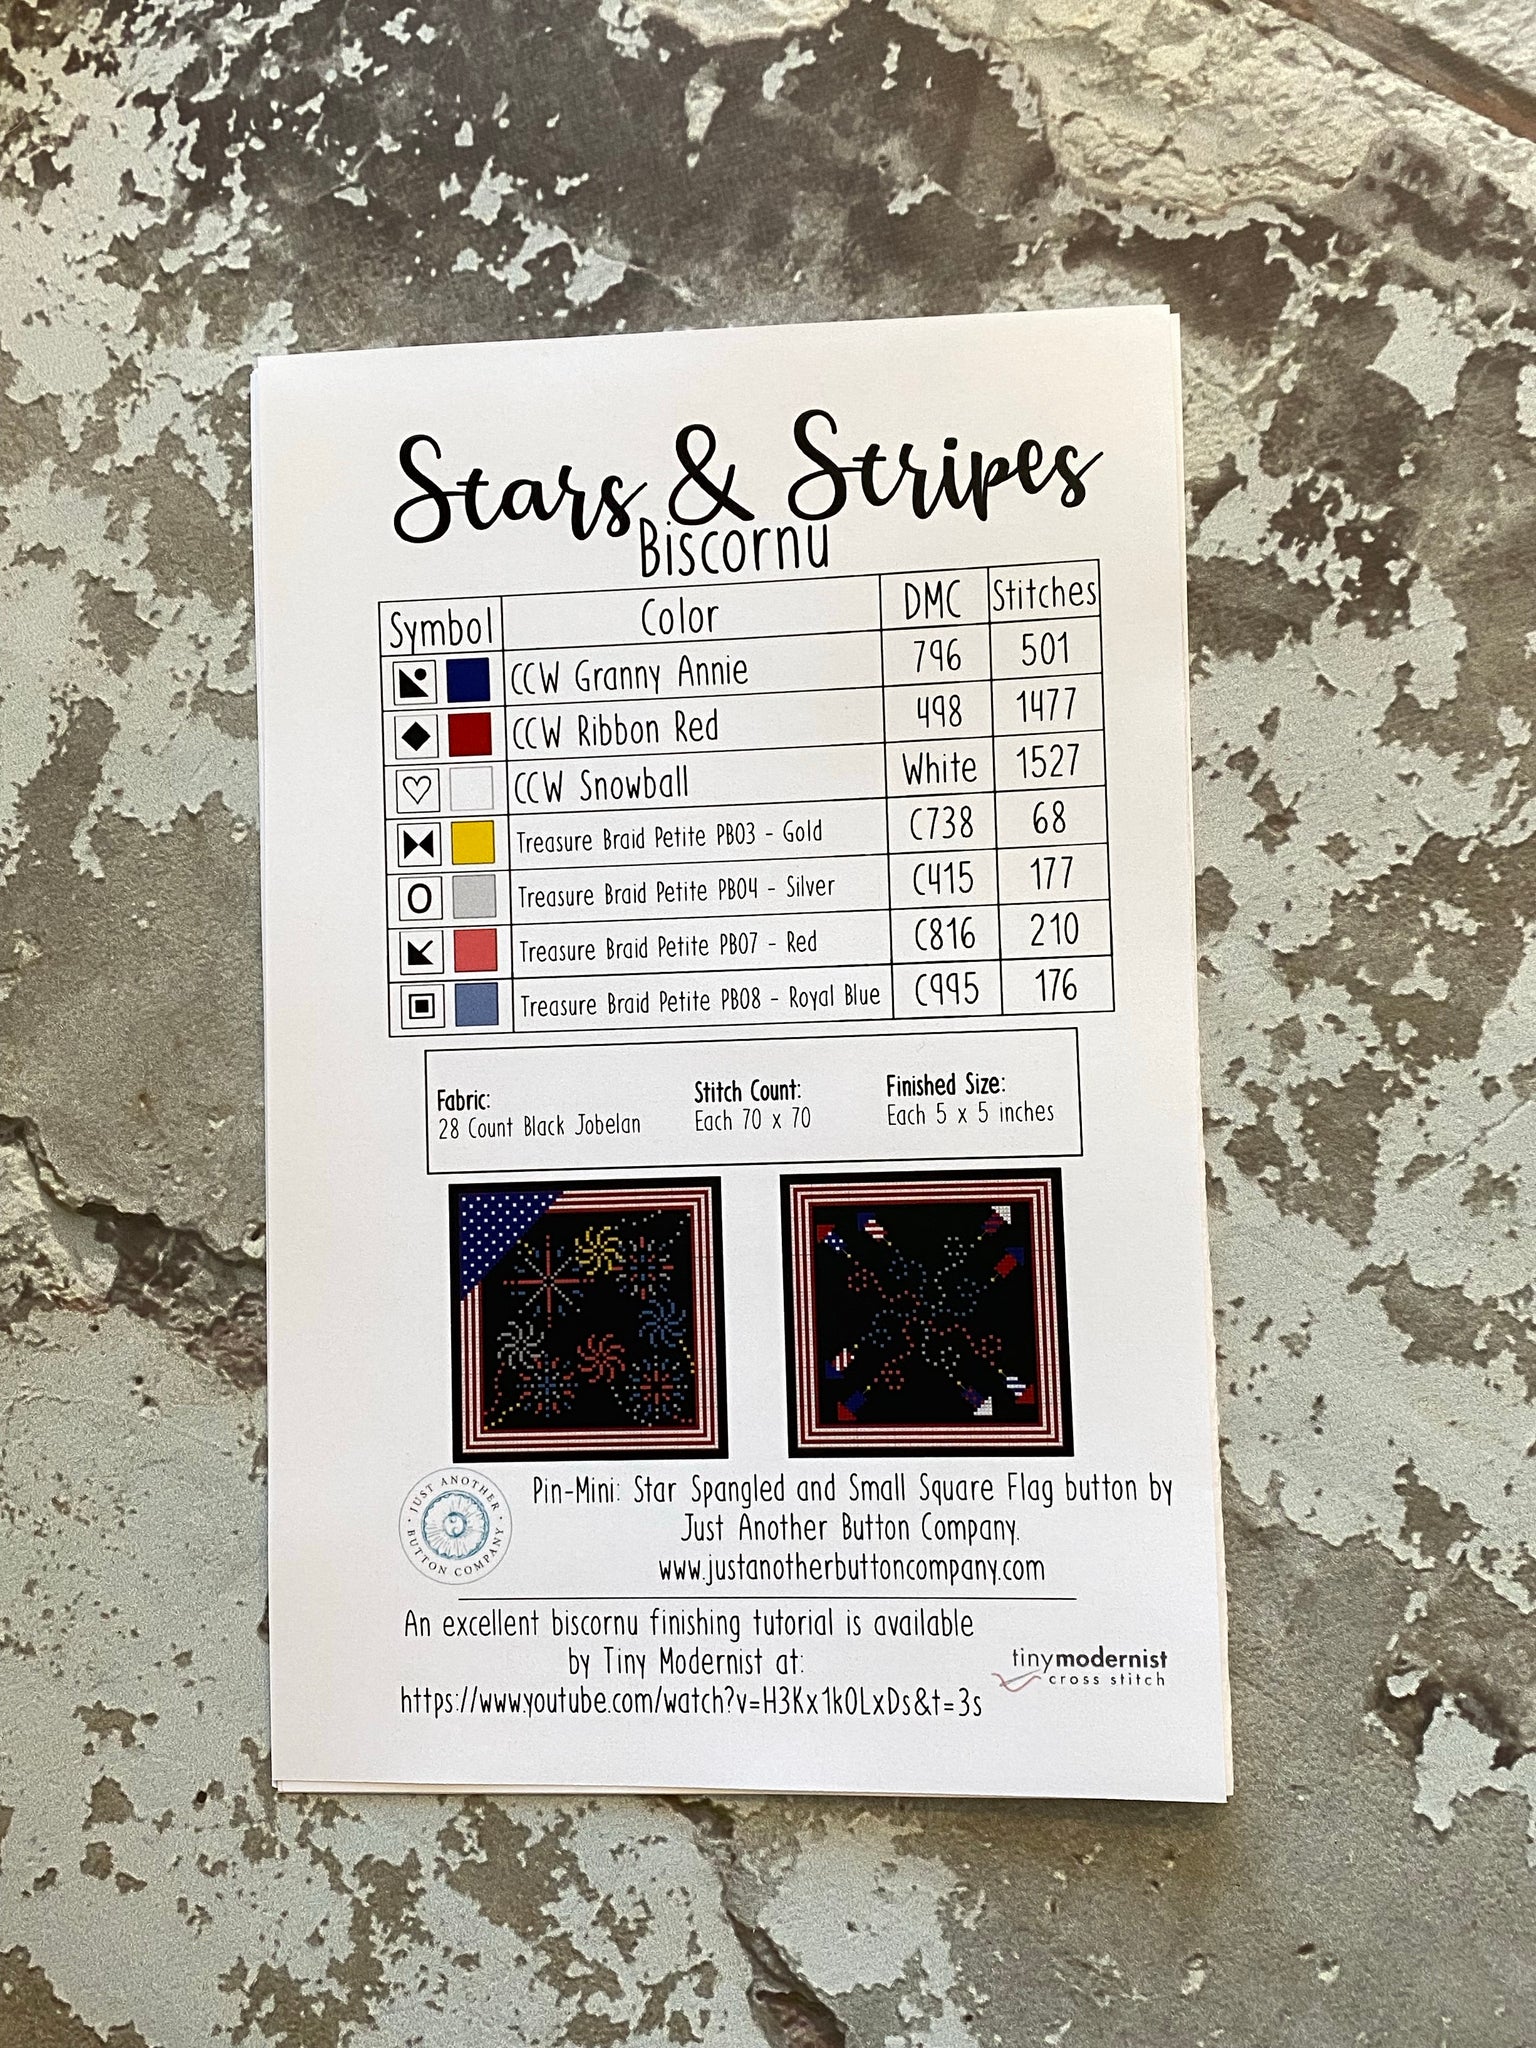 Stars & Stripes
Biscornu
Symbol Color DMC Stitches
CCW Granny Annie 796 501
CCW Ribbon Red 498 1477
CCW Snowball White 1527
Treasure Braid Petite PB03 - Gold C738 68
O Treasure Braid Petite PB04 - Silver C415 177
Treasure Braid Petite PB07 - Red C816 210
Treasure Braid Petite PB08 - Royal Blue C995 176
Fabric: Stitch Count: Finished Size:
28 Count Black Jobelan Each 70 x 70 Each 5 x 5 inches
JUST ANOTHER
BUTTON COMPANY
Pin-Mini: Star Spangled and Small Square Flag button by
Just Another Button Company.
www.justanotherbuttoncompany.com
An excellent biscornu finishing tutorial is available
by Tiny Modernist at:
https://www.youtube.com/watch?v=H3Kx1kOLxDs&t=3s
tinymodernist
cross stitch